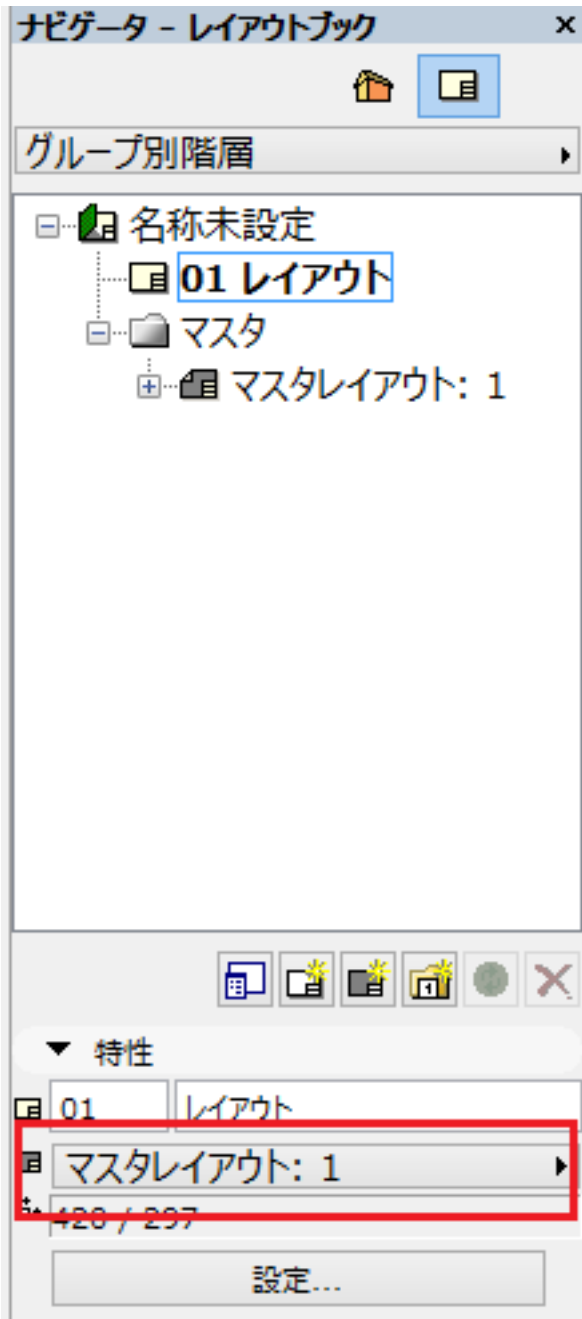 ナビゲータ - レイアウトブック
グループ別階層
名称未設定
01 レイアウト
マスタ
マスタレイアウト: 1
特性
01 レイアウト
マスタレイアウト: 1
420 / 297
設定...